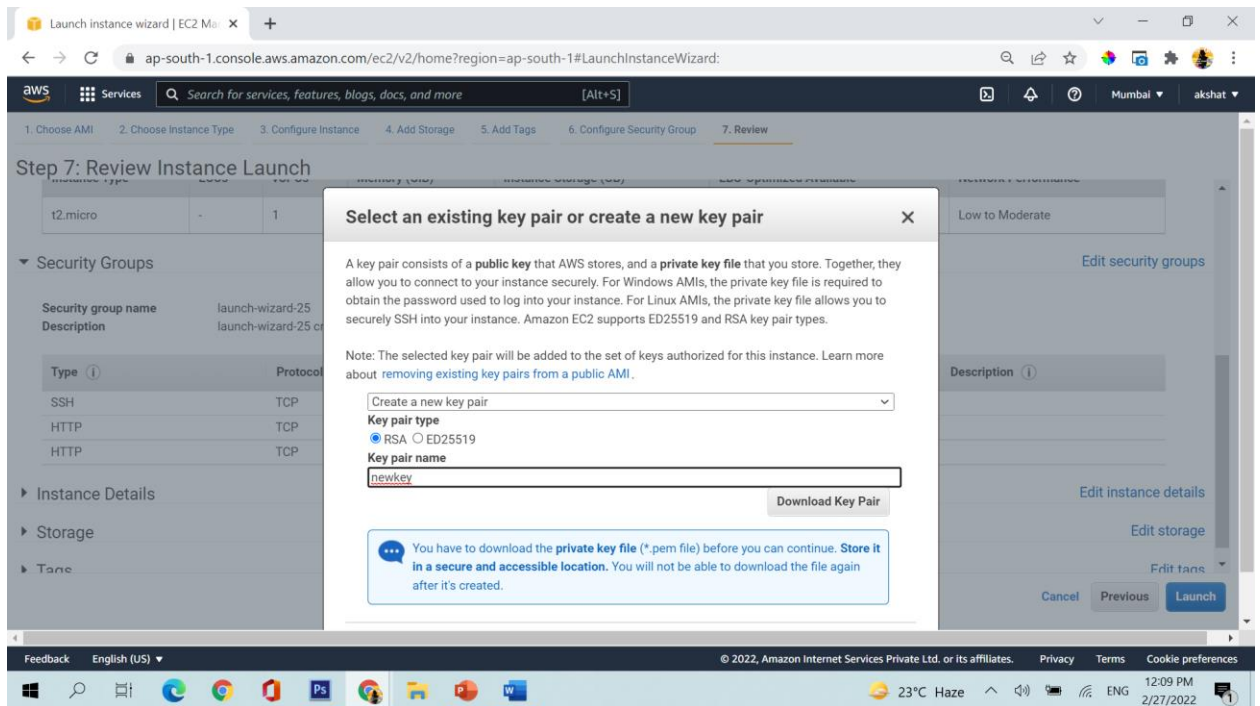 Launch instance wizard | EC2 Ma
ap-south-1.console.aws.amazon.com/ec2/v2/home?region=ap-south-1#LaunchInstanceWizard:
aws Services Search for services, features, blogs, docs, and more [Alt+S] Mumbai akshat
1. Choose AMI 2. Choose Instance Type 3. Configure Instance 4. Add Storage 5. Add Tags 6. Configure Security Group 7. Review
Step 7: Review Instance Launch
t2.micro - 1 Low to Moderate
Select an existing key pair or create a new key pair
A key pair consists of a public key that AWS stores, and a private key file that you store. Together, they
allow you to connect to your instance securely. For Windows AMIs, the private key file is required to
obtain the password used to log into your instance. For Linux AMIs, the private key file allows you to
securely SSH into your instance. Amazon EC2 supports ED25519 and RSA key pair types.
Note: The selected key pair will be added to the set of keys authorized for this instance. Learn more
about removing existing key pairs from a public AMI.
Create a new key pair
Key pair type
RSA ED25519
Key pair name
newkey
Download Key Pair
You have to download the private key file (*.pem file) before you can continue. Store it
in a secure and accessible location. You will not be able to download the file again
after it's created.
Security Groups Edit security groups
Security group name launch-wizard-25
Description launch-wizard-25 cr
Type Protocol Description
SSH TCP
HTTP TCP
HTTP TCP
Instance Details Edit instance details
Storage Edit storage
Tags Edit tags
Cancel Previous Launch
Feedback English (US) © 2022, Amazon Internet Services Private Ltd. or its affiliates. Privacy Terms Cookie preferences
Ps 23°C Haze ENG 12:09 PM
2/27/2022